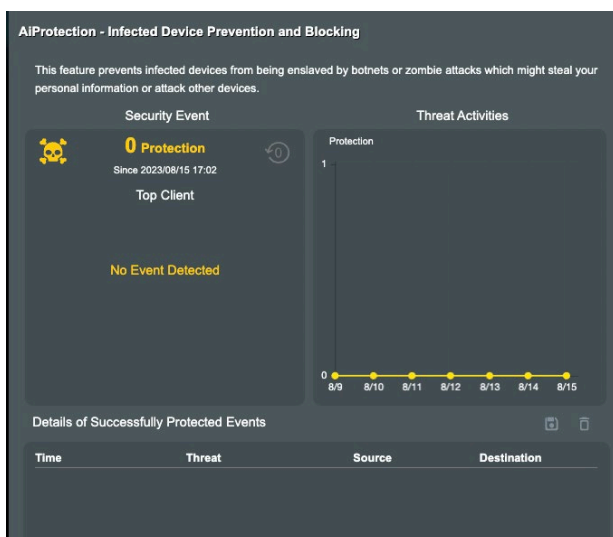 AiProtection - Infected Device Prevention and Blocking
This feature prevents infected devices from being enslaved by botnets or zombie attacks which might steal your
personal information or attack other devices.
Security Event
Threat Activities
0 Protection
0
Since 2023/08/15 17:02
Top Client
No Event Detected
Protection
1
0
8/9 8/10 8/11 8/12 8/13 8/14 8/15
Details of Successfully Protected Events
Time Threat Source Destination